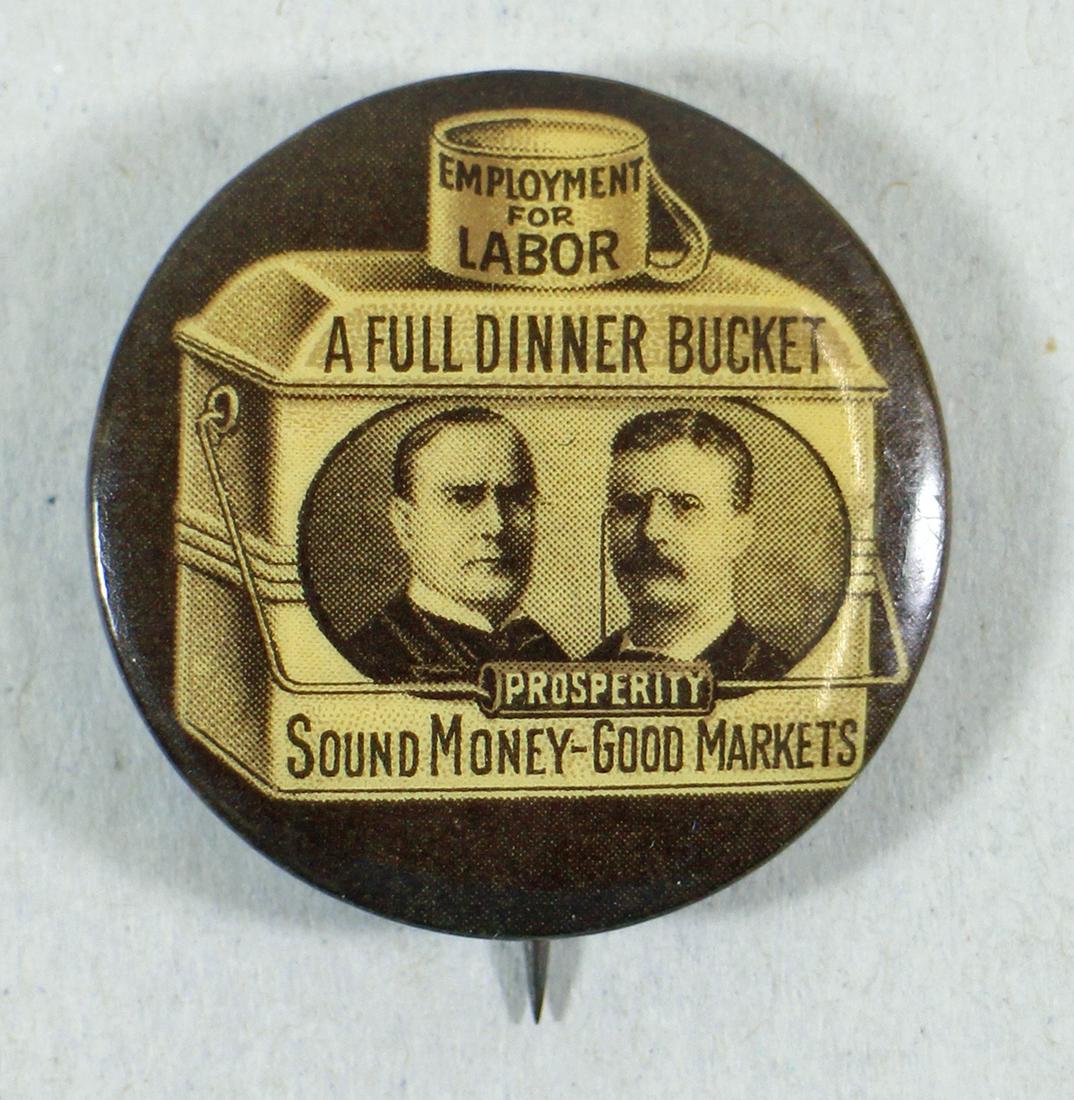 EMPLOYMENT
FOR
LABOR
A FULL DINNER BUCKET
PROSPERITY
SOUND MONEY-GOOD MARKETS